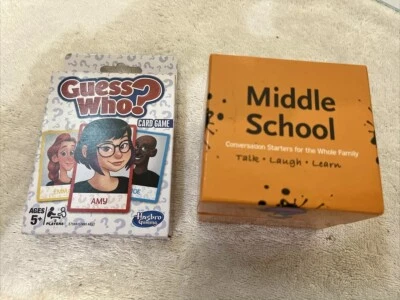 Guess
Who?
CARD GAME
AMY
AGES
5+
PLAYERS
Hasbro
Gaming
Middle
School
Conversation Starters for the Whole Family
Talk • Laugh • Learn